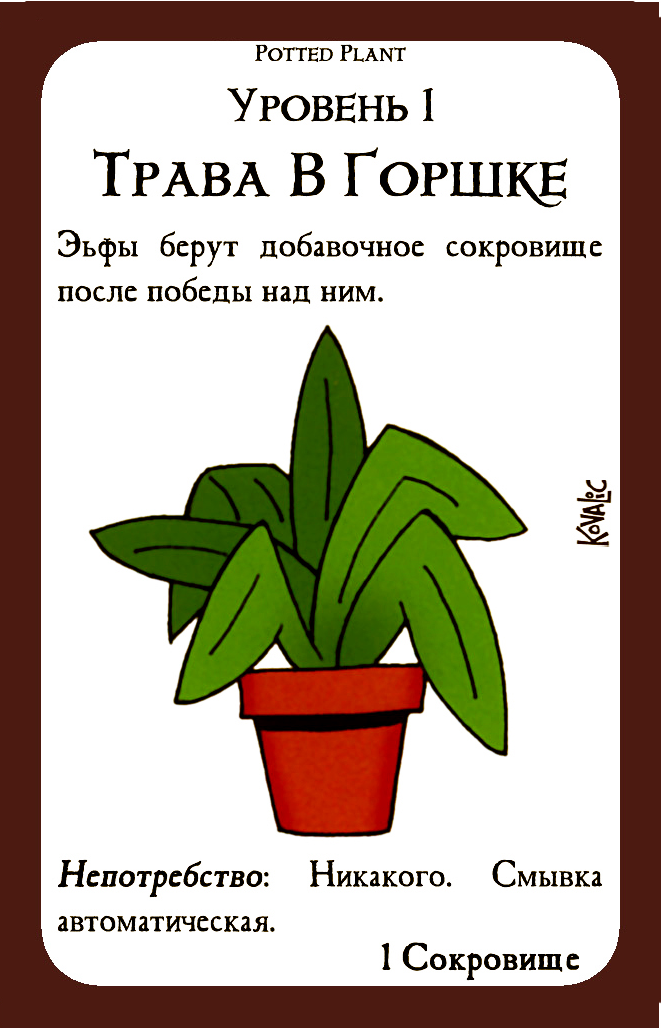 Potted Plant
Уровень 1
Трава В Горшке
Эьфы берут добавочное сокровище
после победы над ним.
Kovalic
Непотребство: Никакого. Смывка
автоматическая.
1 Сокровище